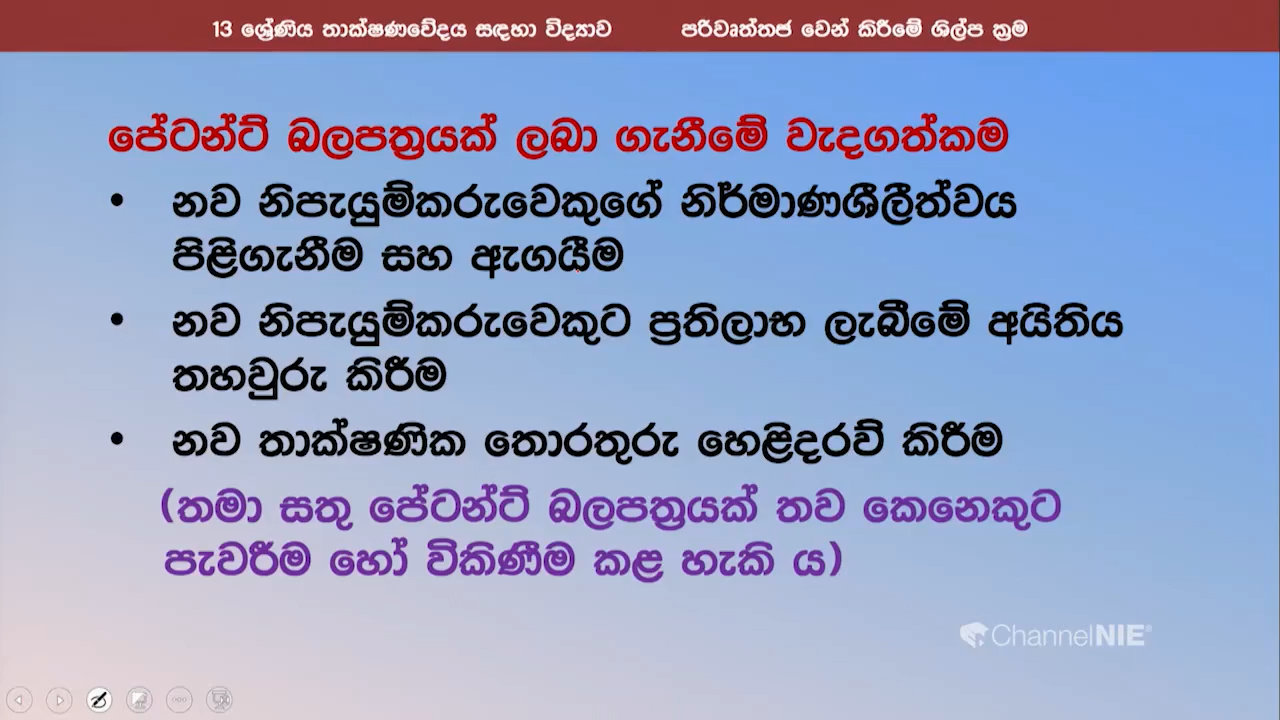 13 ශ්‍රේණිය තාක්ෂණවේදය සඳහා විද්‍යාව පරිවෘත්තජ වෙන් කිරීමේ ශිල්ප ක්‍රම
පේටන්ට් බලපත්‍රයක් ලබා ගැනීමේ වැදගත්කම
• නව නිපැයුම්කරුවෙකුගේ නිර්මාණශීලීත්වය
පිළිගැනීම සහ ඇගයීම
• නව නිපැයුම්කරුවෙකුට ප්‍රතිලාභ ලැබීමේ අයිතිය
තහවුරු කිරීම
• නව තාක්ෂණික තොරතුරු හෙළිදරව් කිරීම
(තමා සතු පේටන්ට් බලපත්‍රයක් තව කෙනෙකුට
පැවරීම හෝ විකිණීම කළ හැකි ය)
ChannelNIE